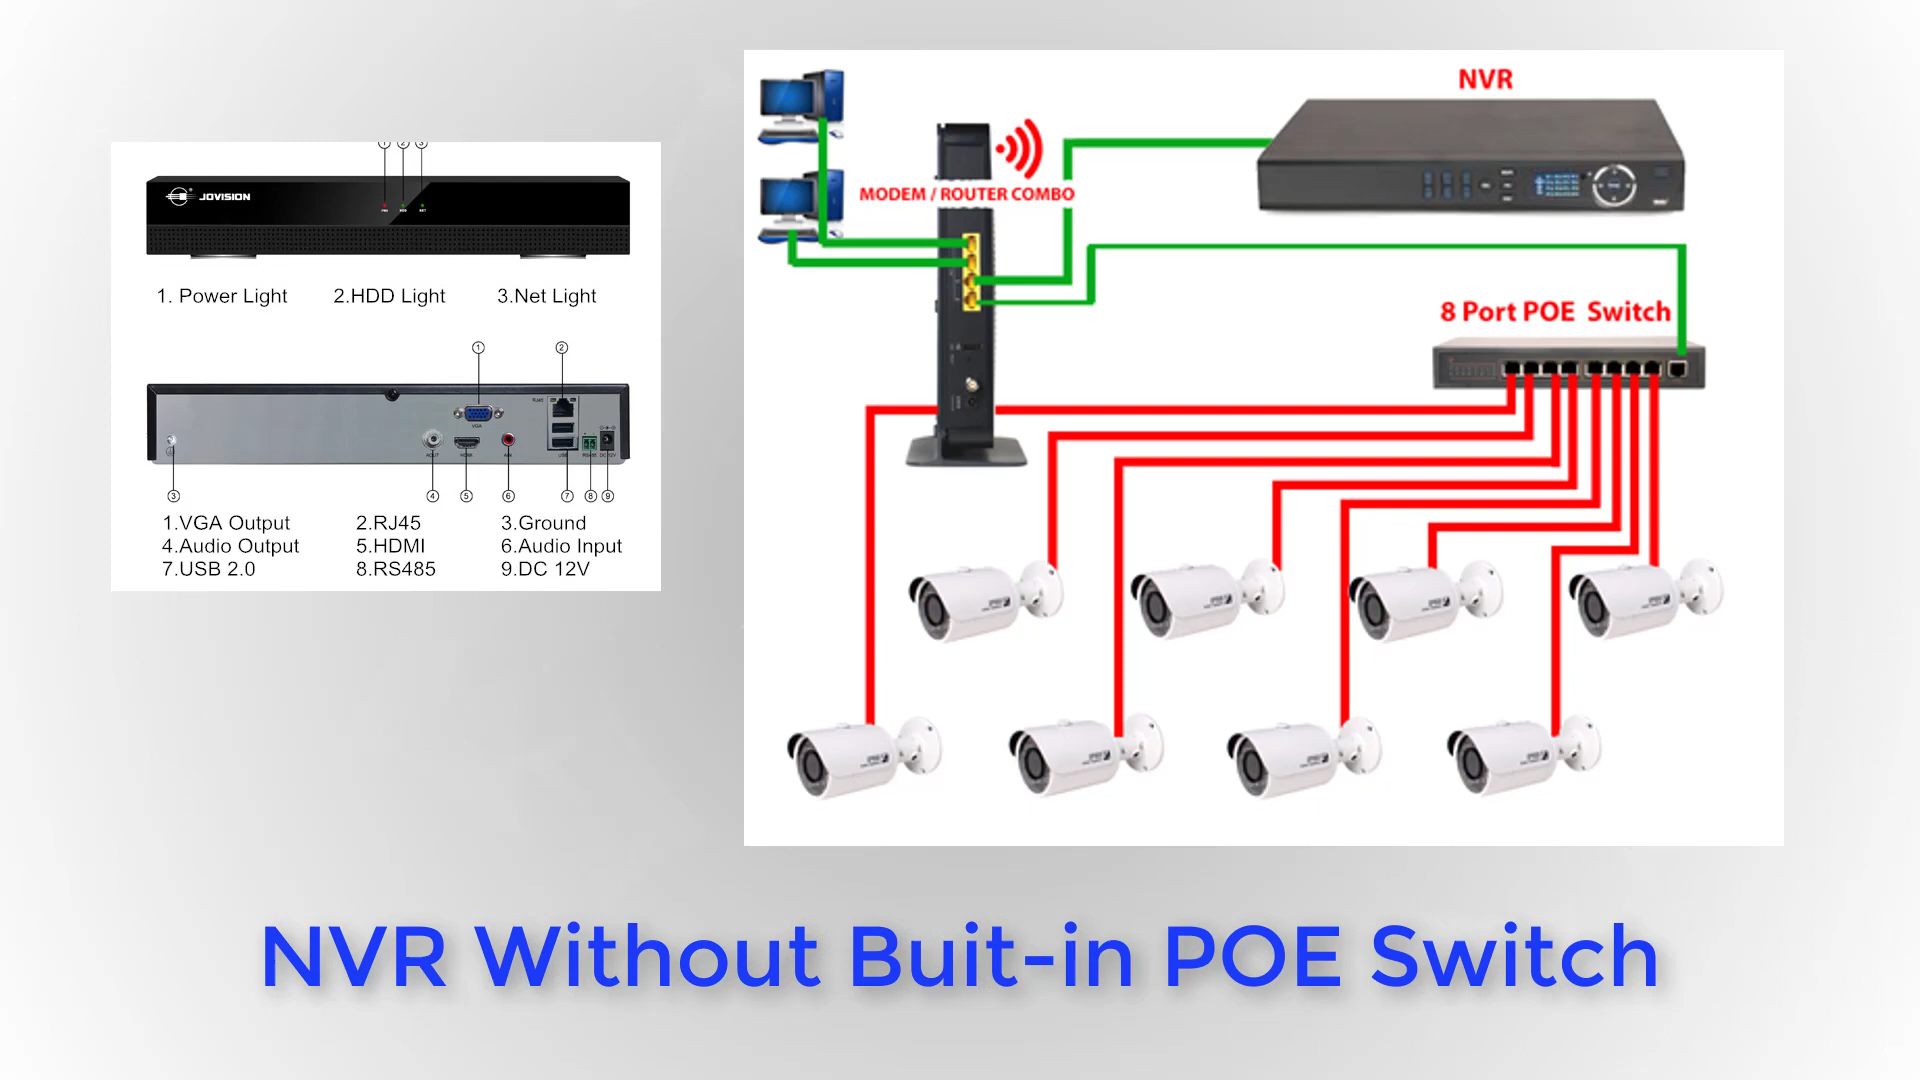 JOVISION
1. Power Light 2.HDD Light 3.Net Light
VGA
1.VGA Output 2.RJ45 3.Ground
4.Audio Output 5.HDMI 6.Audio Input
7.USB 2.0 8.RS485 9.DC 12V
NVR
MODEM / ROUTER COMBO
8 Port POE Switch
NVR Without Buit-in POE Switch